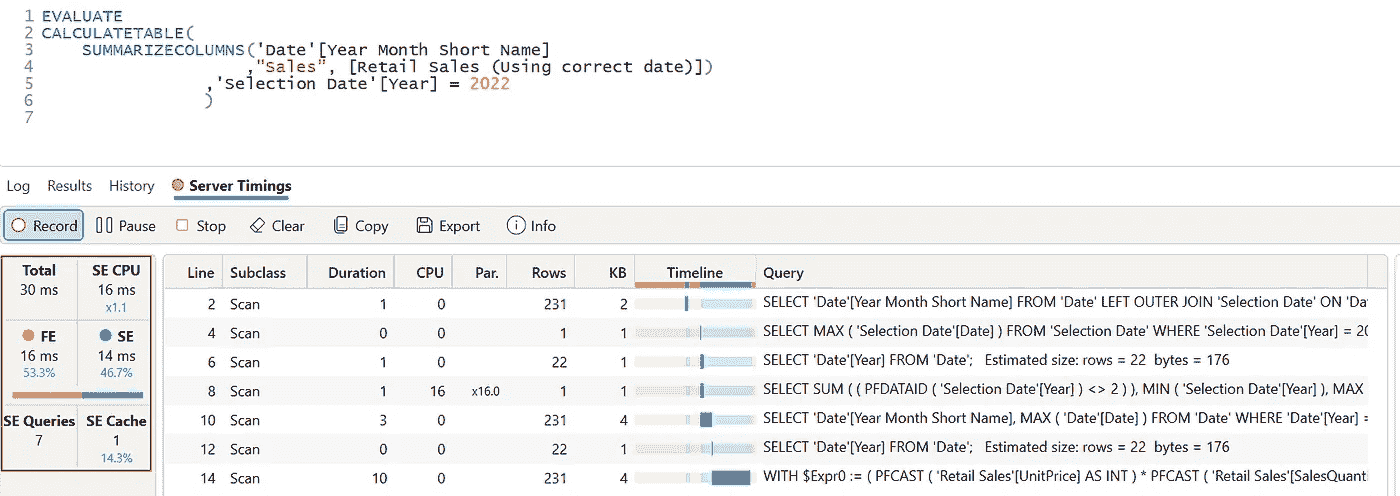 1 EVALUATE
2 CALCULATETABLE(
3 SUMMARIZECOLUMNS('Date'[Year Month Short Name]
4 ,"Sales", [Retail Sales (Using correct date)])
5 ,'Selection Date'[Year] = 2022
6 )
7
Log Results History Server Timings
Record Pause Stop Clear Copy Export Info
Total SE CPU
30 ms 16 ms
x1.1
FE SE
16 ms 14 ms
53.3% 46.7%
SE Queries SE Cache
7 1
14.3%
Line Subclass Duration CPU Par. Rows KB Timeline Query
2 Scan 1 0 231 2 SELECT 'Date'[Year Month Short Name] FROM 'Date' LEFT OUTER JOIN 'Selection Date' ON 'Da
4 Scan 0 0 1 1 SELECT MAX ( 'Selection Date'[Date] ) FROM 'Selection Date' WHERE 'Selection Date'[Year] = 20
6 Scan 1 0 22 1 SELECT 'Date'[Year] FROM 'Date'; Estimated size: rows = 22 bytes = 176
8 Scan 1 16 x16.0 1 1 SELECT SUM ( ( PFDATAID ( 'Selection Date'[Year] ) <> 2 ) ), MIN ( 'Selection Date'[Year] ), MAX
10 Scan 3 0 231 4 SELECT 'Date'[Year Month Short Name], MAX ( 'Date'[Date] ) FROM 'Date' WHERE 'Date'[Year] =
12 Scan 0 0 22 1 SELECT 'Date'[Year] FROM 'Date'; Estimated size: rows = 22 bytes = 176
14 Scan 10 0 231 4 WITH $Expr0 := ( PFCAST ( 'Retail Sales'[UnitPrice] AS INT ) * PFCAST ( 'Retail Sales'[SalesQuant